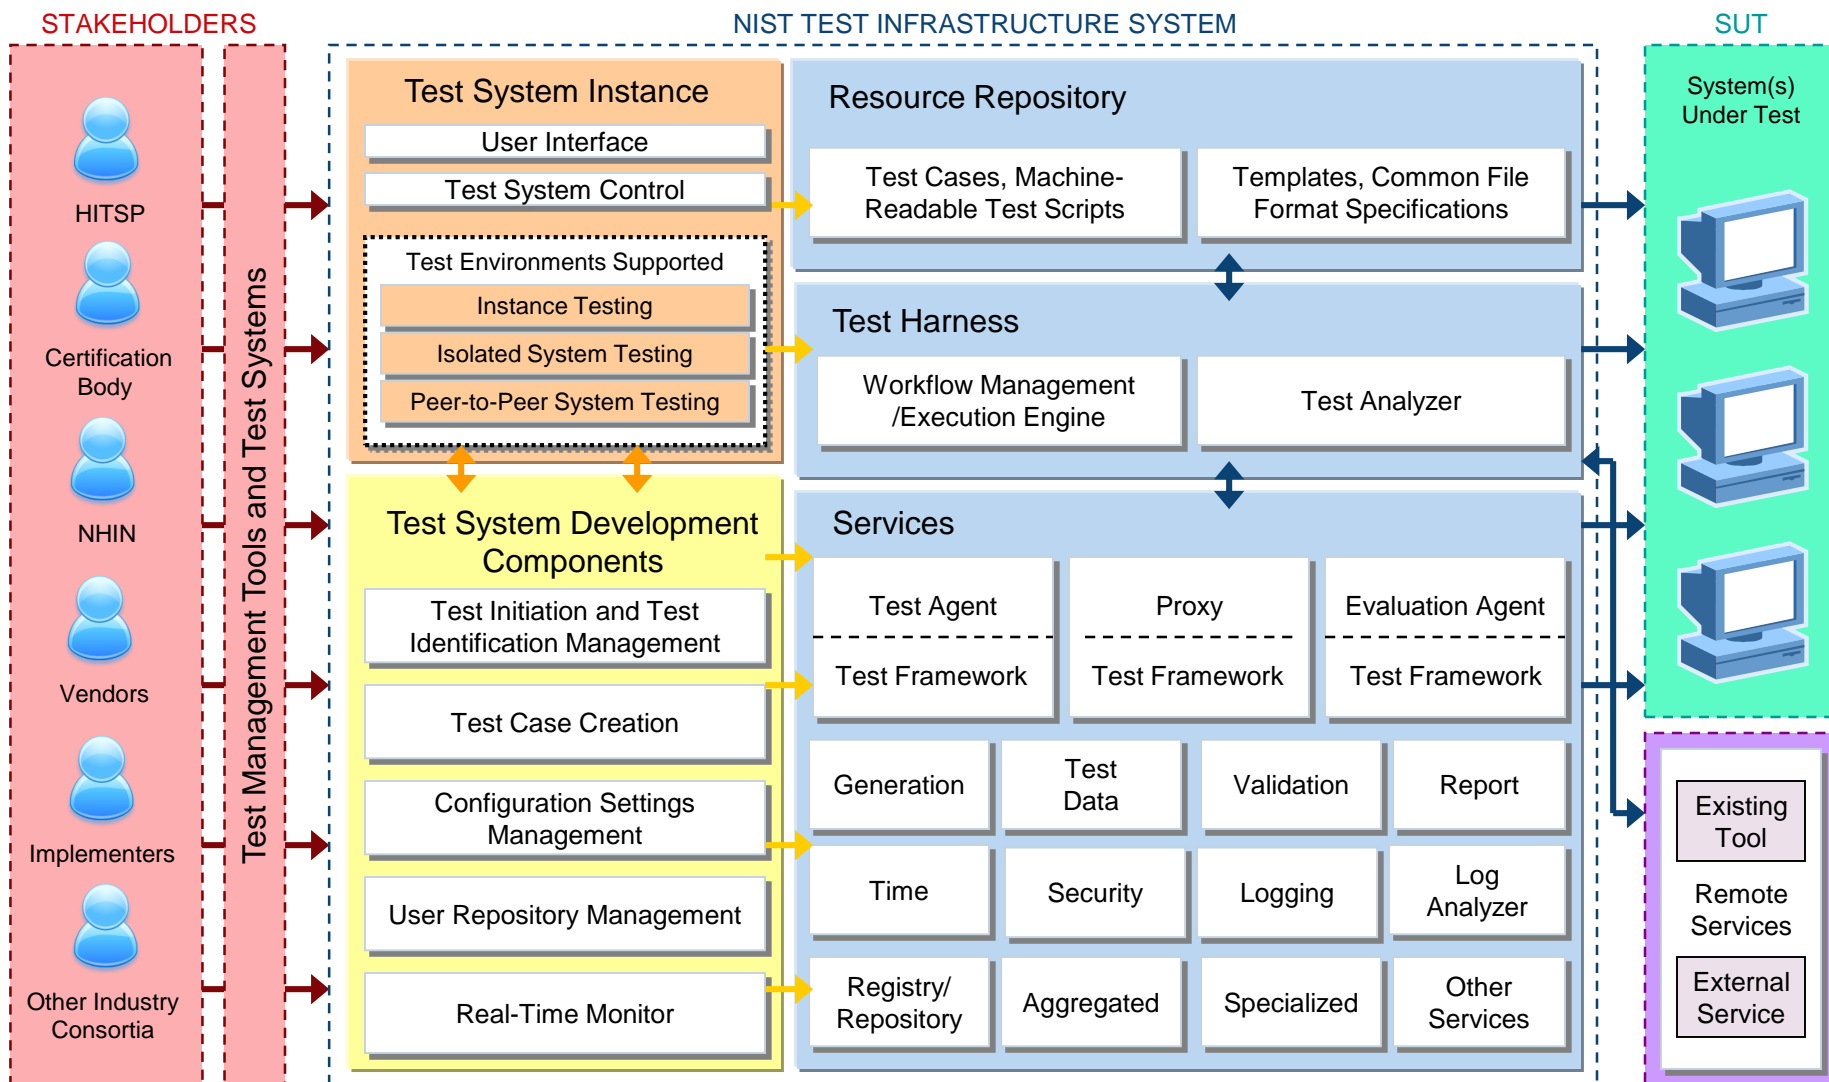 STAKEHOLDERS
NIST TEST INFRASTRUCTURE SYSTEM
SUT
HITSP
Certification
Body
NHIN
Vendors
Implementers
Other Industry
Consortia
Test Management Tools and Test Systems
Test System Instance
User Interface
Test System Control
Test Environments Supported
Instance Testing
Isolated System Testing
Peer-to-Peer System Testing
Test System Development
Components
Test Initiation and Test
Identification Management
Test Case Creation
Configuration Settings
Management
User Repository Management
Real-Time Monitor
Resource Repository
Test Cases, Machine-
Readable Test Scripts
Templates, Common File
Format Specifications
Test Harness
Workflow Management
/Execution Engine
Test Analyzer
Services
Test Agent
Test Framework
Proxy
Test Framework
Evaluation Agent
Test Framework
Generation
Test
Data
Validation
Report
Time
Security
Logging
Log
Analyzer
Registry/
Repository
Aggregated
Specialized
Other
Services
System(s)
Under Test
Existing
Tool
Remote
Services
External
Service